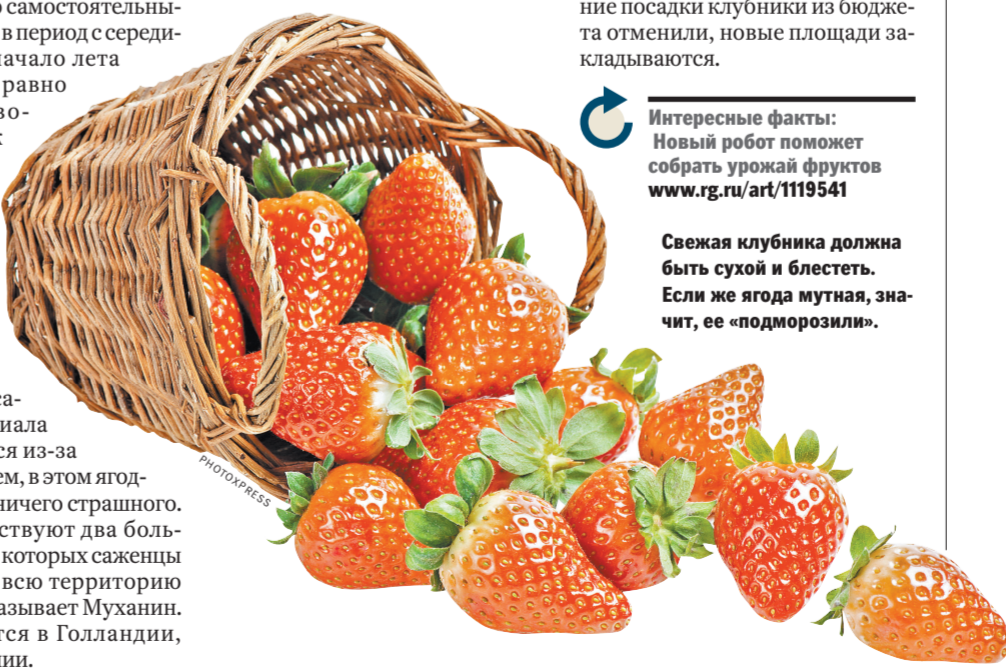 самостоятельны-
в период с середи-
начало лета
равно
во-
са-
иала
ся из-за
ем, в этом ягод-
ничего страшного.
ствуют два боль-
которых саженцы
всю территорию
азывает Муханин.
тся в Голландии,
ии.
PHOTOXPRESS
ние посадки клубники из бюдже-
та отменили, новые площади за-
кладываются.
Интересные факты:
Новый робот поможет
собрать урожай фруктов
www.rg.ru/art/1119541
Свежая клубника должна
быть сухой и блестеть.
Если же ягода мутная, зна-
чит, ее «подморозили».